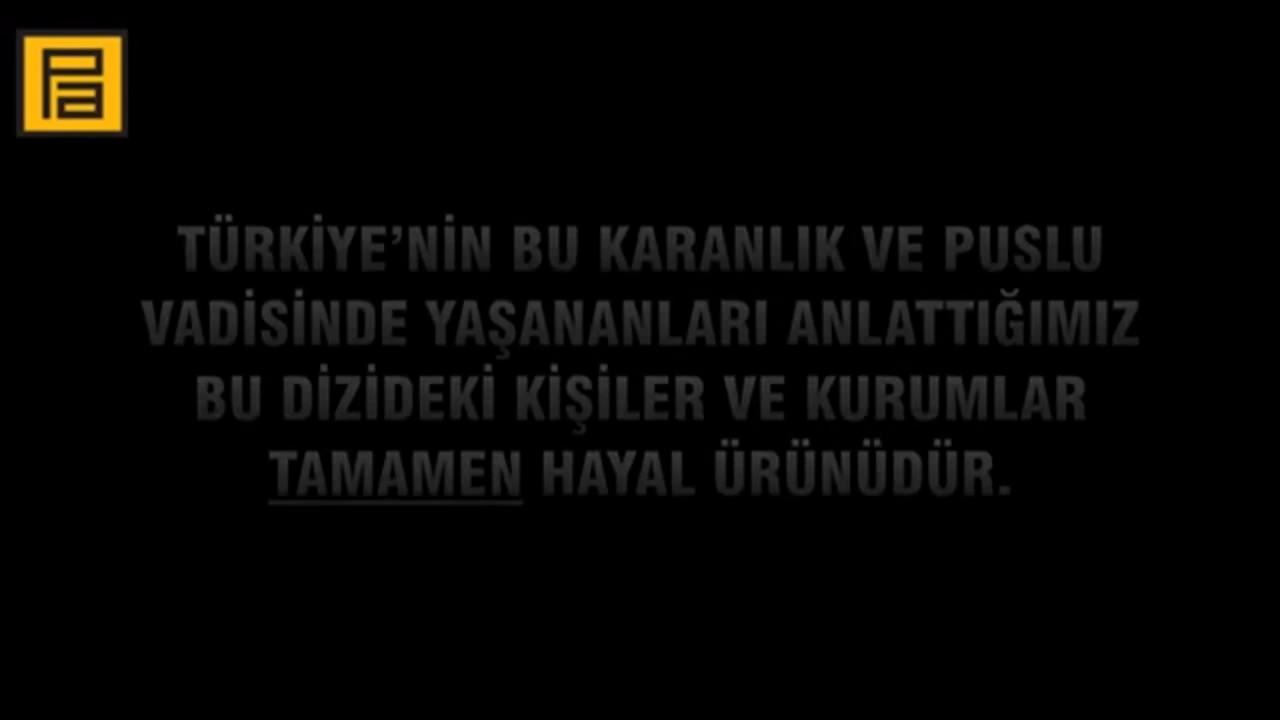 Pa
TÜRKİYE'NİN BU KARANLIK VE PUSLU
VADİSİNDE YAŞANANLARI ANLATTIĞIMIZ
BU DİZİDEKİ KİŞİLER VE KURUMLAR
TAMAMEN HAYAL ÜRÜNÜDÜR.